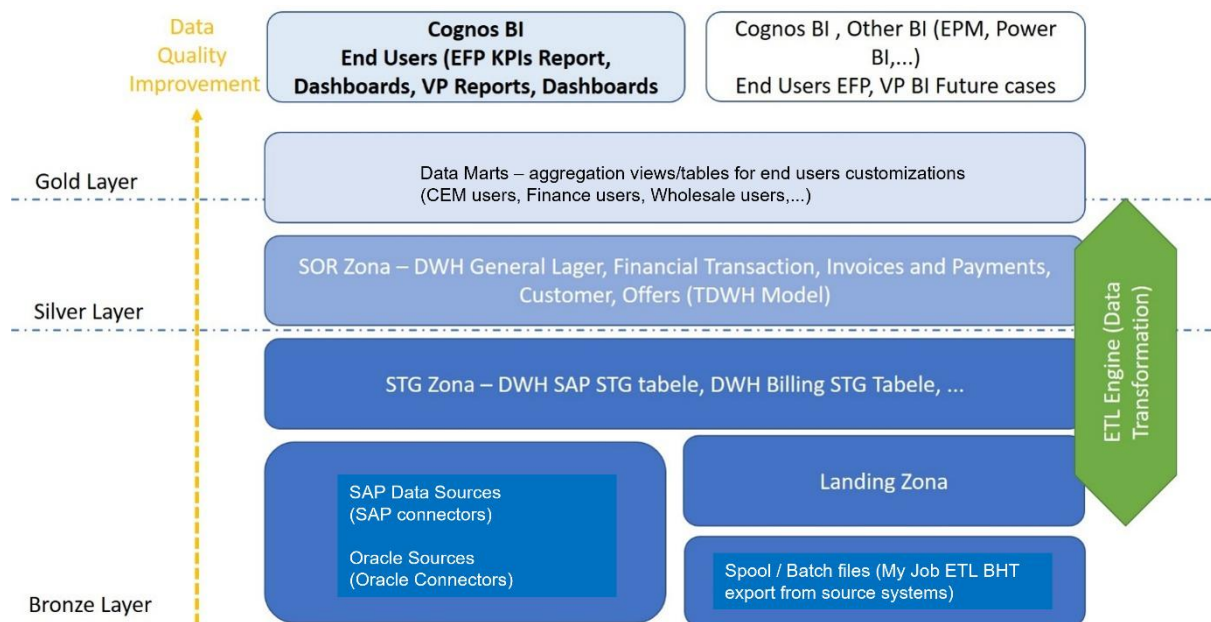 Data
Quality
Improvement
Cognos BI
End Users (EFP KPIs Report,
Dashboards, VP Reports, Dashboards
Cognos BI , Other BI (EPM, Power
BI,...)
End Users EFP, VP BI Future cases
Gold Layer
Data Marts – aggregation views/tables for end users customizations
(CEM users, Finance users, Wholesale users,...)
SOR Zona – DWH General Lager, Financial Transaction, Invoices and Payments,
Customer, Offers (TDWH Model)
Silver Layer
STG Zona – DWH SAP STG tabele, DWH Billing STG Tabele, ...
ETL Engine (Data
Transformation)
SAP Data Sources
(SAP connectors)
Oracle Sources
(Oracle Connectors)
Landing Zona
Spool / Batch files (My Job ETL BHT
export from source systems)
Bronze Layer